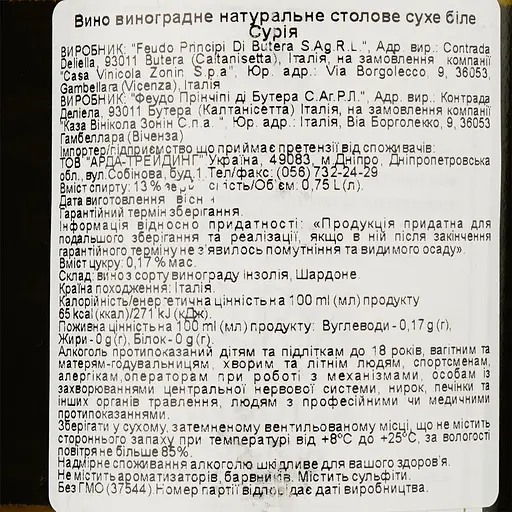 Вино виноградне натуральне столове сухе біле
Сурія
ВИРОБНИК: "Feudo Principi Di Butera S.Ag.R.L.", Адр. вир.: Contrada
Deliella, 93011 Butera (Caltanisetta), Італія, на замовлення компанії
"Casa Vinicola Zonin S.p.a", Юр. адр.: Via Borgolecco, 9, 36053,
Gambellara (Vicenza), Італія
ВИРОБНИК: "Феудо Прінчіпі ді Бутера С.Аг.Р.Л.", Адр. вир.: Контрада
Деліела, 93011 Бутера (Калтанісетта) Італія, на замовлення компанії
"Каза Вінікола Зонін С.п.а.", Юр. адр.: Італія, Віа Борголекко, 9, 36053
Гамбеллара (Віченза)
Імпортер/підприємство що приймає претензії від споживачів:
ТОВ "АРДА-ТРЕЙДИНГ" Україна, 49083, м.Дніпро, Дніпропетровська
обл., вул.Собінова, буд.1. Тел/факс: (056) 732-24-29
Вміст спирту: 13% Об'єм: 0,75 L (л).
Дата виготовлення
Гарантійний термін зберігання.
Інформація відносно придатності: «Продукція придатна для
подальшого зберігання та реалізації, якщо в ній після закінчення
гарантійного терміну не з'явилось помутніння та видимого осаду».
Вміст цукру: 0,17 % мас.
Склад: вино з сорту винограду Інзолія, Шардоне.
Країна походження: Італія.
Калорійність/енергетична цінність на 100 ml (мл) продукту
65 kcal (ккал)/271 kJ (кДж).
Поживна цінність на 100 ml (мл) продукту: Вуглеводи - 0,17 g (г),
Жири - 0 g (г), Білок - 0 g (г).
Алкоголь протипоказаний дітям та підліткам до 18 років, вагітним та
матерям-годувальницям, хворим та літнім людям, спортсменам,
алергікам,операторам при роботі з механізмами, особам із
захворюваннями центральної нервової системи, нирок, печінки та
інших органів травлення, людям з професійними чи медичними
протипоказаннями.
Зберігати у сухому, затемненому вентильованому місці, що не містить
стороннього запаху при температурі від +8°C до +25°C, за вологості
повітря не більше 85%.
Надмірне споживання алкоголю шкідливе для вашого здоров'я.
Не містить ароматизаторів, барвників. Містить сульфіти.
Без ГМО (37544).Номер партії відповідає даті виробництва.